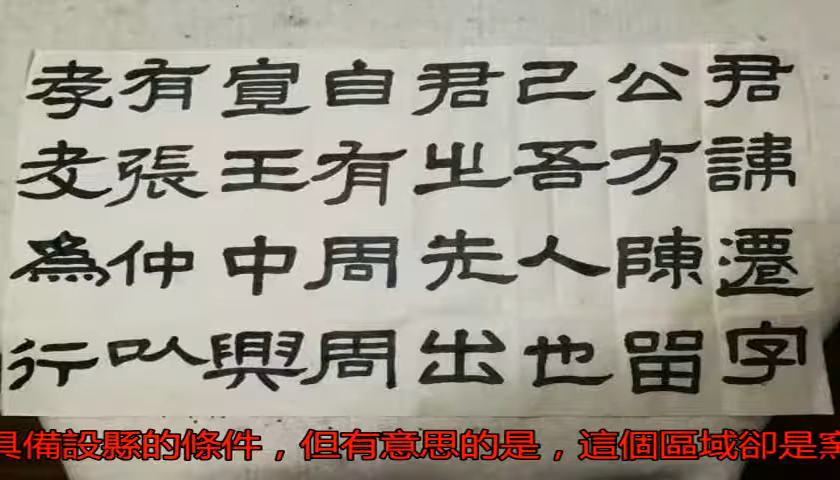 君諱遷字
公方陳留
己吾人也
君之先出
自有周周
宣王中興
有張仲以
孝友為行
具備設縣的條件，但有意思的是，這個區域卻是